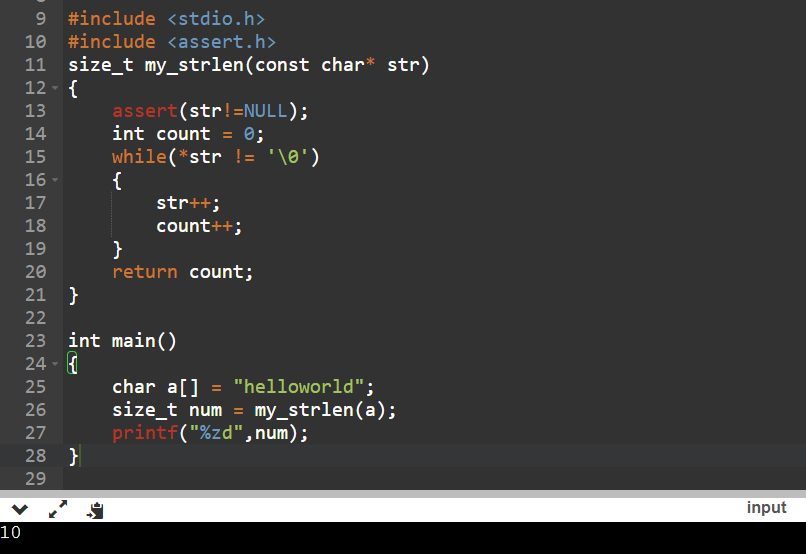 9 #include <stdio.h>
10 #include <assert.h>
11 size_t my_strlen(const char* str)
12 {
13     assert(str!=NULL);
14     int count = 0;
15     while(*str != '\0')
16     {
17         str++;
18         count++;
19     }
20     return count;
21 }
22
23 int main()
24 {
25     char a[] = "helloworld";
26     size_t num = my_strlen(a);
27     printf("%zd",num);
28 }
29
input
10